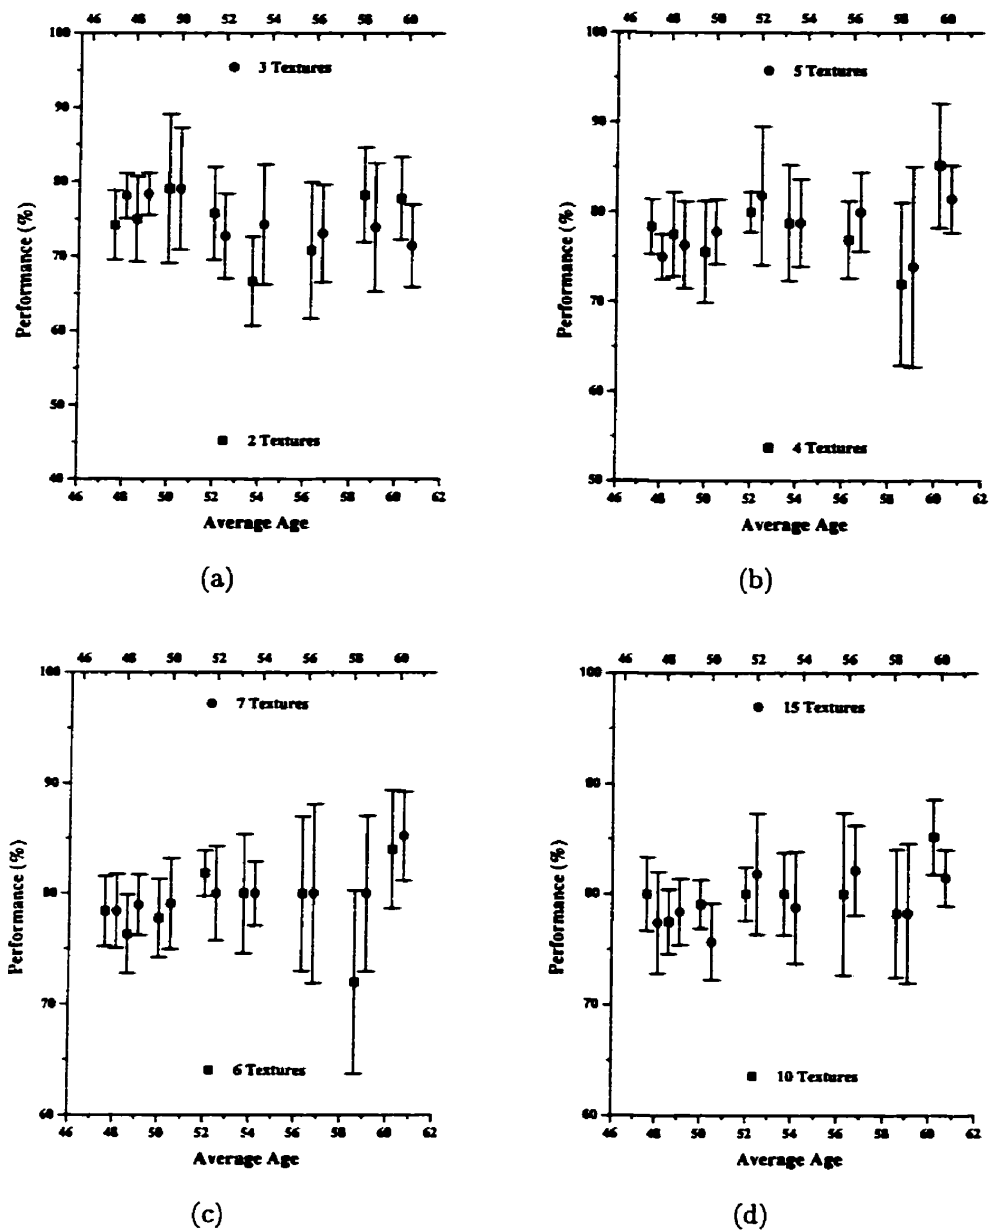 46 48 50 52 54 56 58 60
100
3 Textures
90
80
70
60
50
40
2 Textures
Performance (%)
46 48 50 52 54 56 58 60 62
Average Age
(a)
46 48 50 52 54 56 58 60
100
5 Textures
90
80
70
60
50
4 Textures
Performance (%)
46 48 50 52 54 56 58 60 62
Average Age
(b)
46 48 50 52 54 56 58 60
100
7 Textures
90
80
70
60
6 Textures
Performance (%)
46 48 50 52 54 56 58 60 62
Average Age
(c)
46 48 50 52 54 56 58 60
100
15 Textures
80
80
70
60
10 Textures
Performance (%)
46 48 50 52 54 56 58 60 62
Average Age
(d)